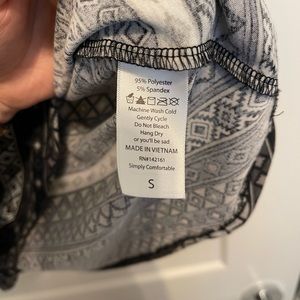 95% Polyester
5% Spandex
Machine Wash Cold
Gently Cycle
Do Not Bleach
Hang Dry
or you'll be sad
MADE IN VIETNAM
RN#142161
Simply Comfortable
S